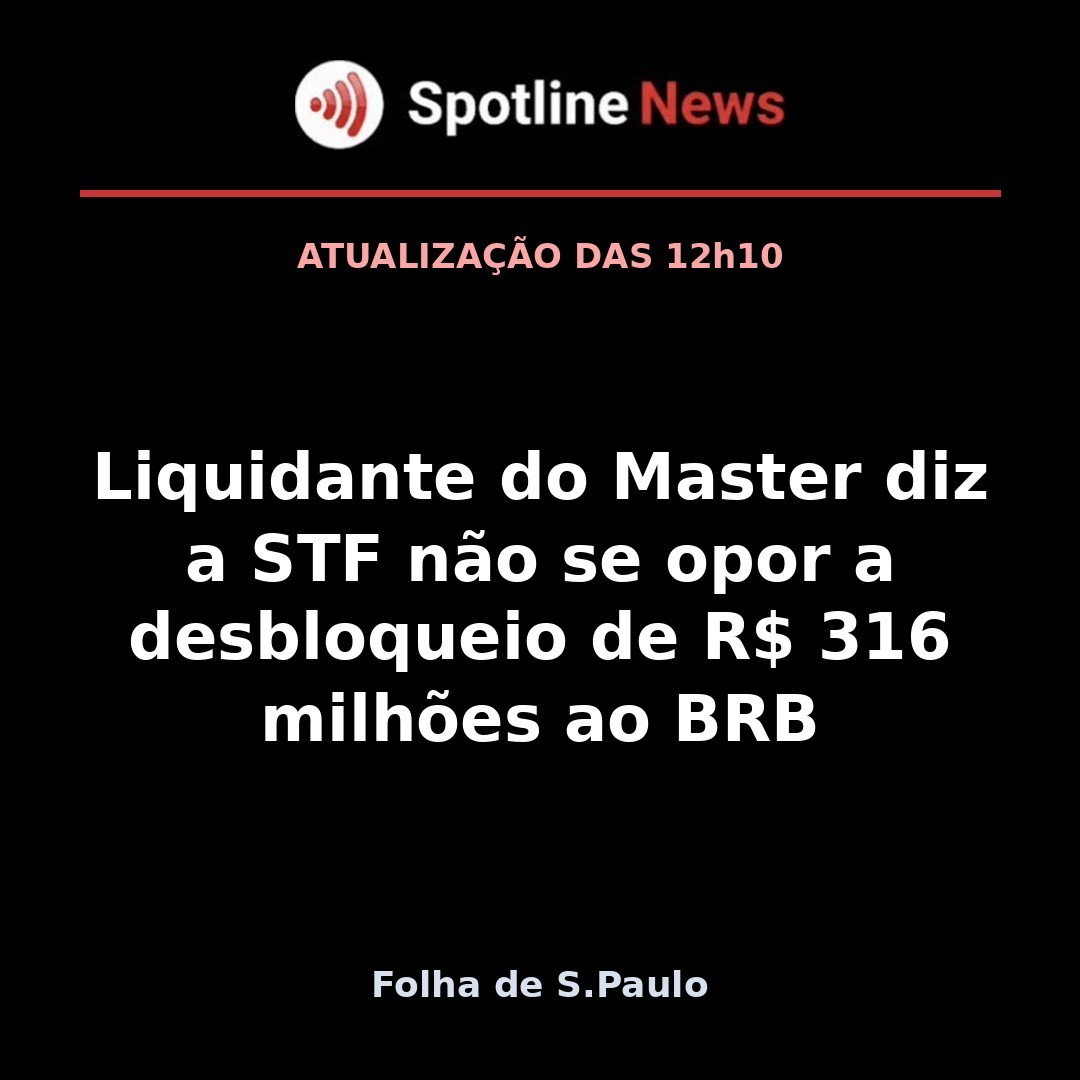 Spotline News
ATUALIZAÇÃO DAS 12h10
Liquidante do Master diz
a STF não se opor a
desbloqueio de R$ 316
milhões ao BRB
Folha de S.Paulo